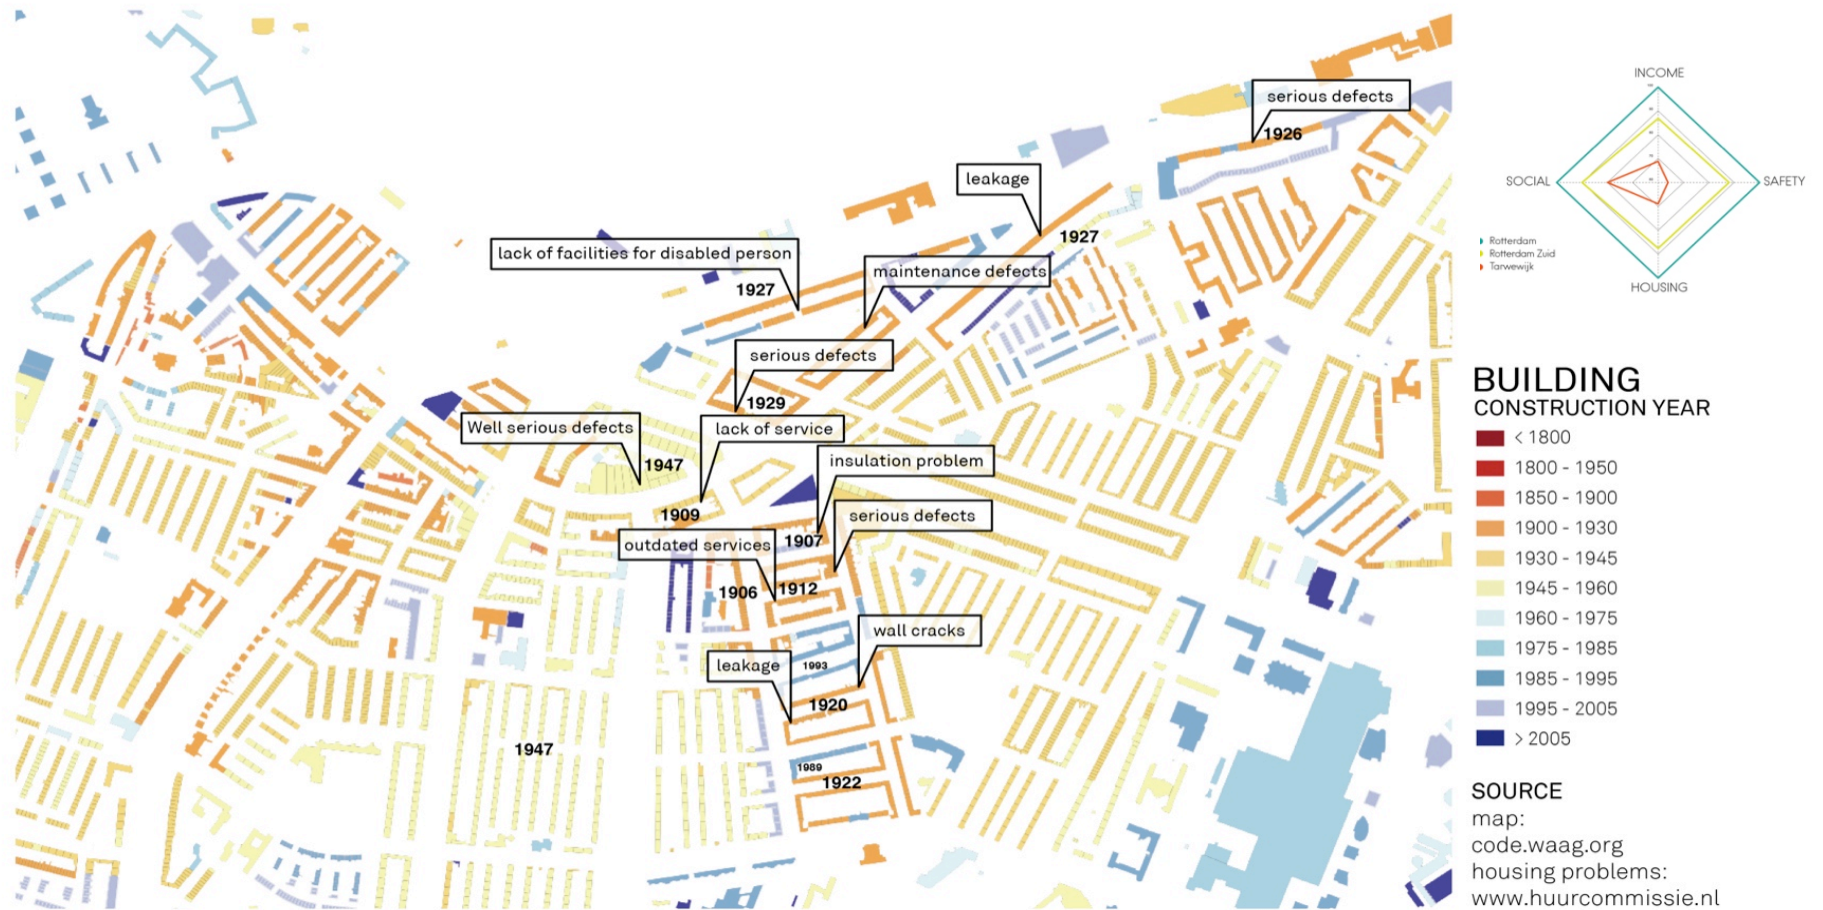 serious defects
1926
leakage
1927
lack of facilities for disabled person
maintenance defects
1927
serious defects
1929
Well serious defects
lack of service
1947
insulation problem
1909
serious defects
outdated services
1907
1906
1912
wall cracks
leakage
1993
1920
1947
1989
1922
INCOME
SOCIAL
SAFETY
HOUSING
Rotterdam
Rotterdam Zuid
Tarwewijk
BUILDING
CONSTRUCTION YEAR
< 1800
1800 - 1950
1850 - 1900
1900 - 1930
1930 - 1945
1945 - 1960
1960 - 1975
1975 - 1985
1985 - 1995
1995 - 2005
> 2005
SOURCE
map:
code.waag.org
housing problems:
www.huurcommissie.nl